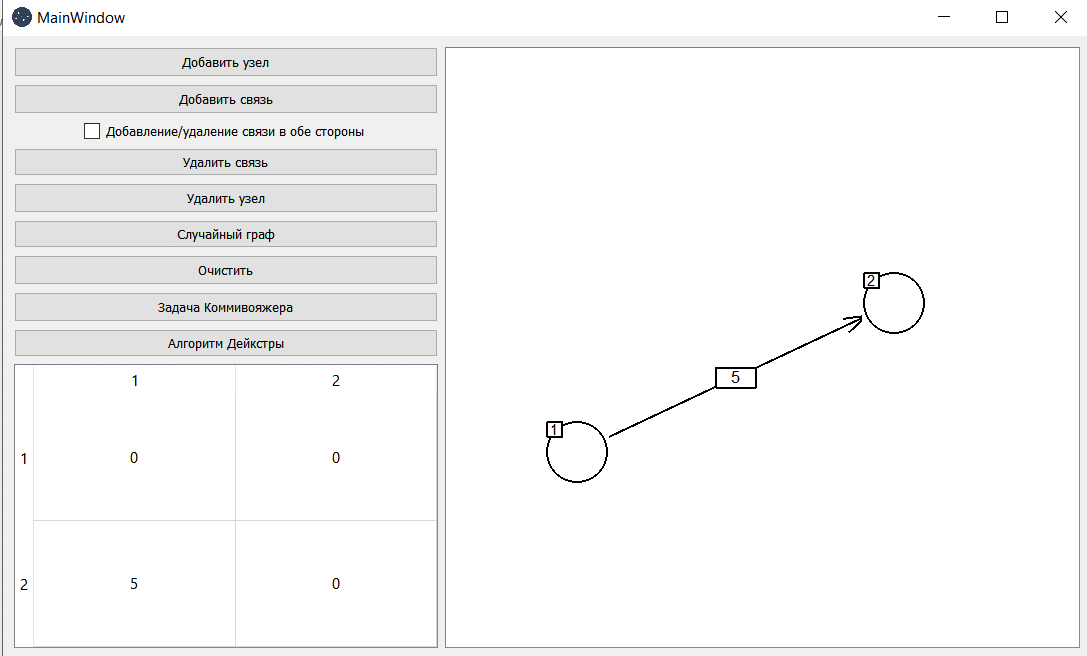 MainWindow
Добавить узел
Добавить связь
Добавление/удаление связи в обе стороны
Удалить связь
Удалить узел
Случайный граф
Очистить
Задача Коммивояжера
Алгоритм Дейкстры
1 2
1 0 0
2 5 0
2
5
1